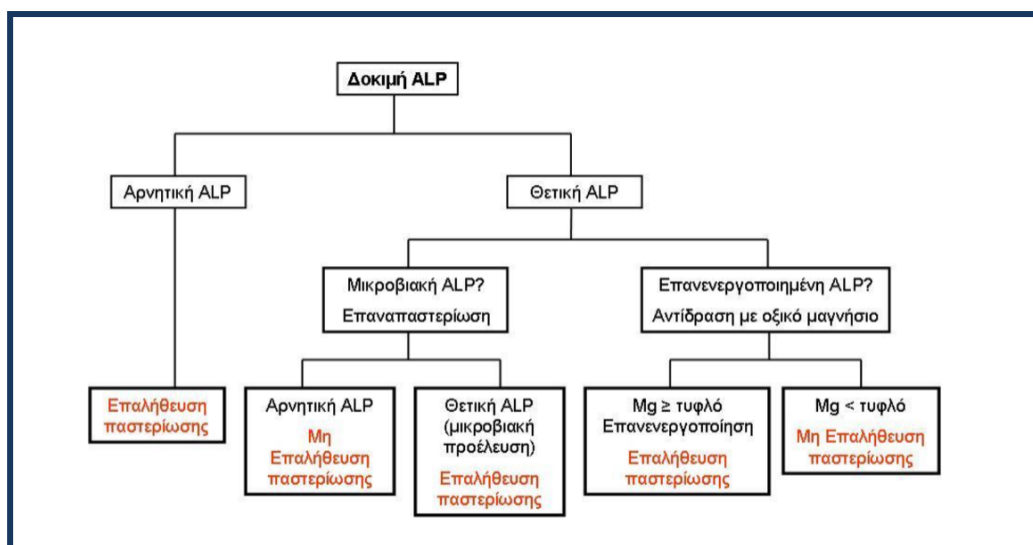 Δοκιμή ALP
Αρνητική ALP
Θετική ALP
Μικροβιακή ALP?
Επαναπαστερίωση
Επανενεργοποιημένη ALP?
Αντίδραση με οξικό μαγνήσιο
Επαλήθευση
παστερίωσης
Αρνητική ALP
Μη
Επαλήθευση
παστερίωσης
Θετική ALP
(μικροβιακή
προέλευση)
Επαλήθευση
παστερίωσης
Mg ≥ τυφλό
Επανενεργοποίηση
Επαλήθευση
παστερίωσης
Mg < τυφλό
Μη Επαλήθευση
παστερίωσης